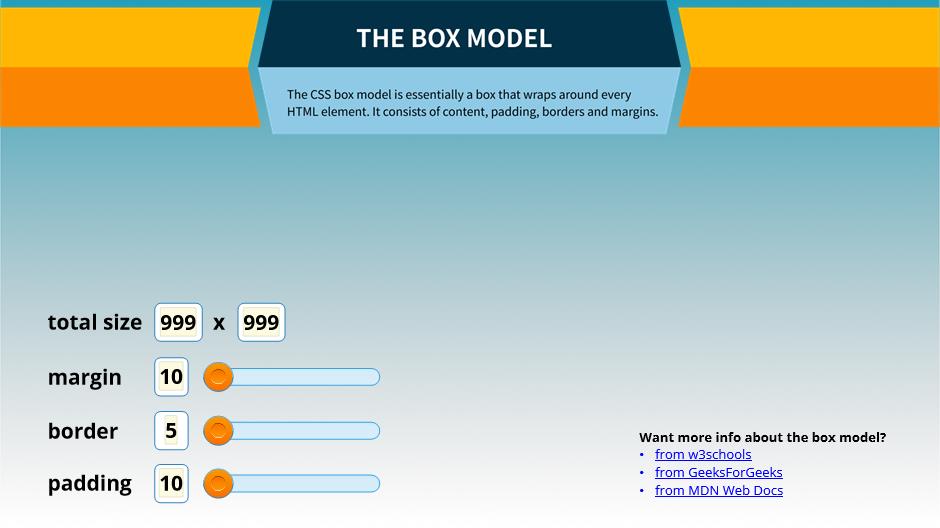 THE BOX MODEL
The CSS box model is essentially a box that wraps around every
HTML element. It consists of content, padding, borders and margins.
total size 999 x 999
margin 10
border 5
padding 10
Want more info about the box model?
• from w3schools
• from GeeksForGeeks
• from MDN Web Docs